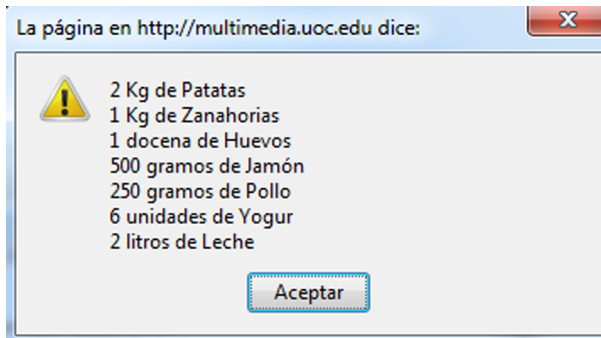 La página en http://multimedia.uoc.edu dice:
2 Kg de Patatas
1 Kg de Zanahorias
1 docena de Huevos
500 gramos de Jamón
250 gramos de Pollo
6 unidades de Yogur
2 litros de Leche
Aceptar